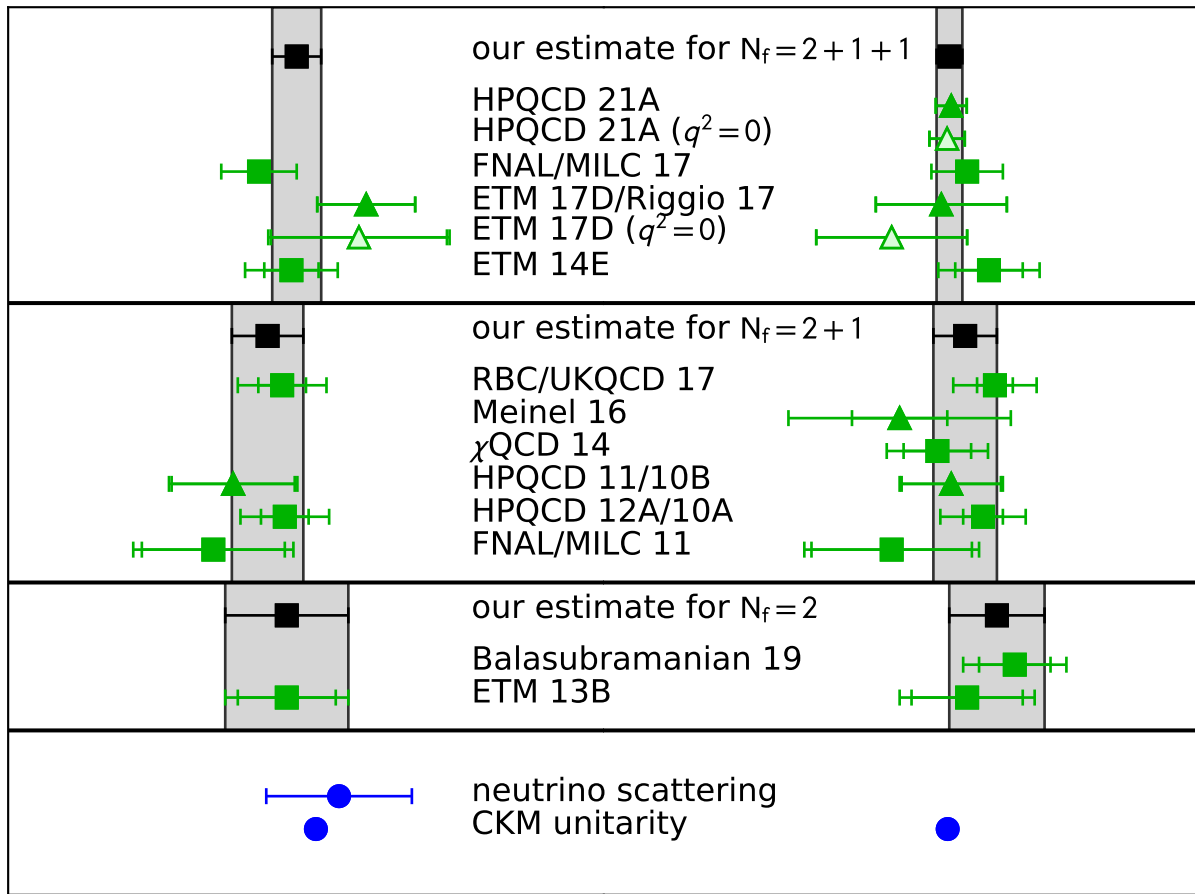 our estimate for N_f = 2 + 1 + 1
HPQCD 21A
HPQCD 21A (q² = 0)
FNAL/MILC 17
ETM 17D/Riggio 17
ETM 17D (q² = 0)
ETM 14E
our estimate for N_f = 2 + 1
RBC/UKQCD 17
Meinel 16
χQCD 14
HPQCD 11/10B
HPQCD 12A/10A
FNAL/MILC 11
our estimate for N_f = 2
Balasubramanian 19
ETM 13B
neutrino scattering
CKM unitarity